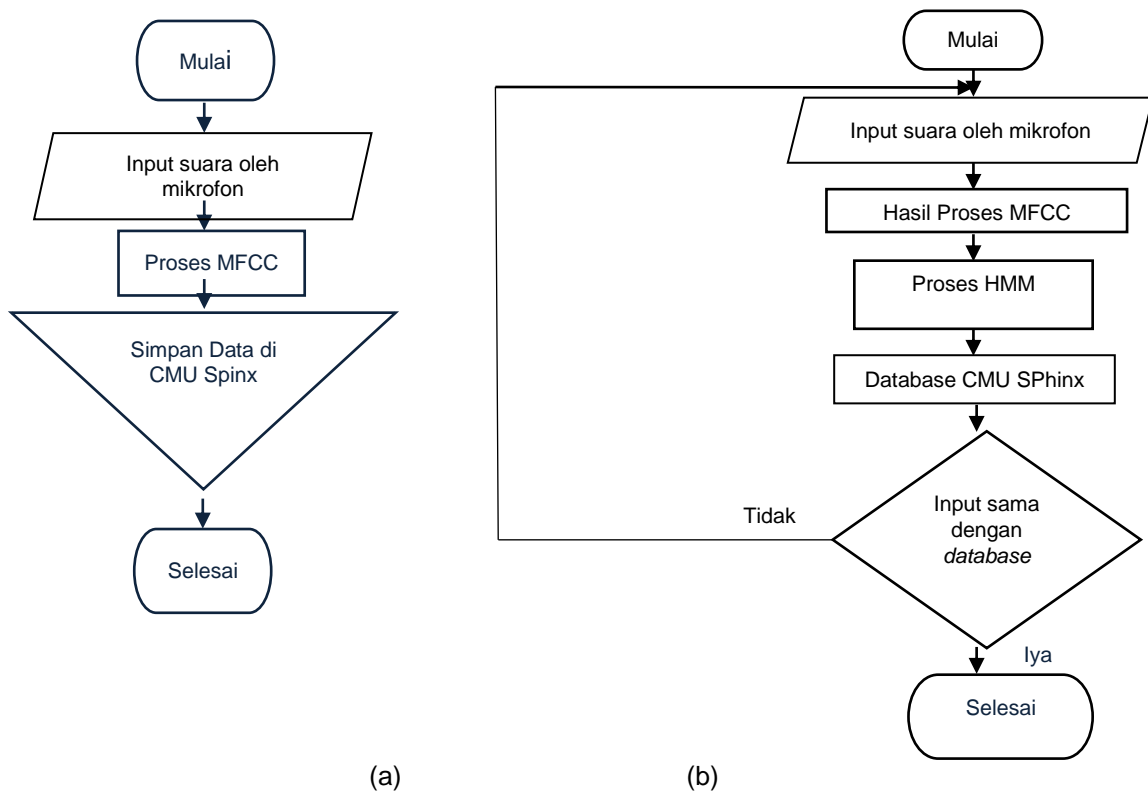 Mulai
Input suara oleh
mikrofon
Proses MFCC
Simpan Data di
CMU Spinx
Selesai
(a)
Mulai
Input suara oleh mikrofon
Hasil Proses MFCC
Proses HMM
Database CMU SPhinx
Input sama
dengan
database
Tidak
Iya
Selesai
(b)